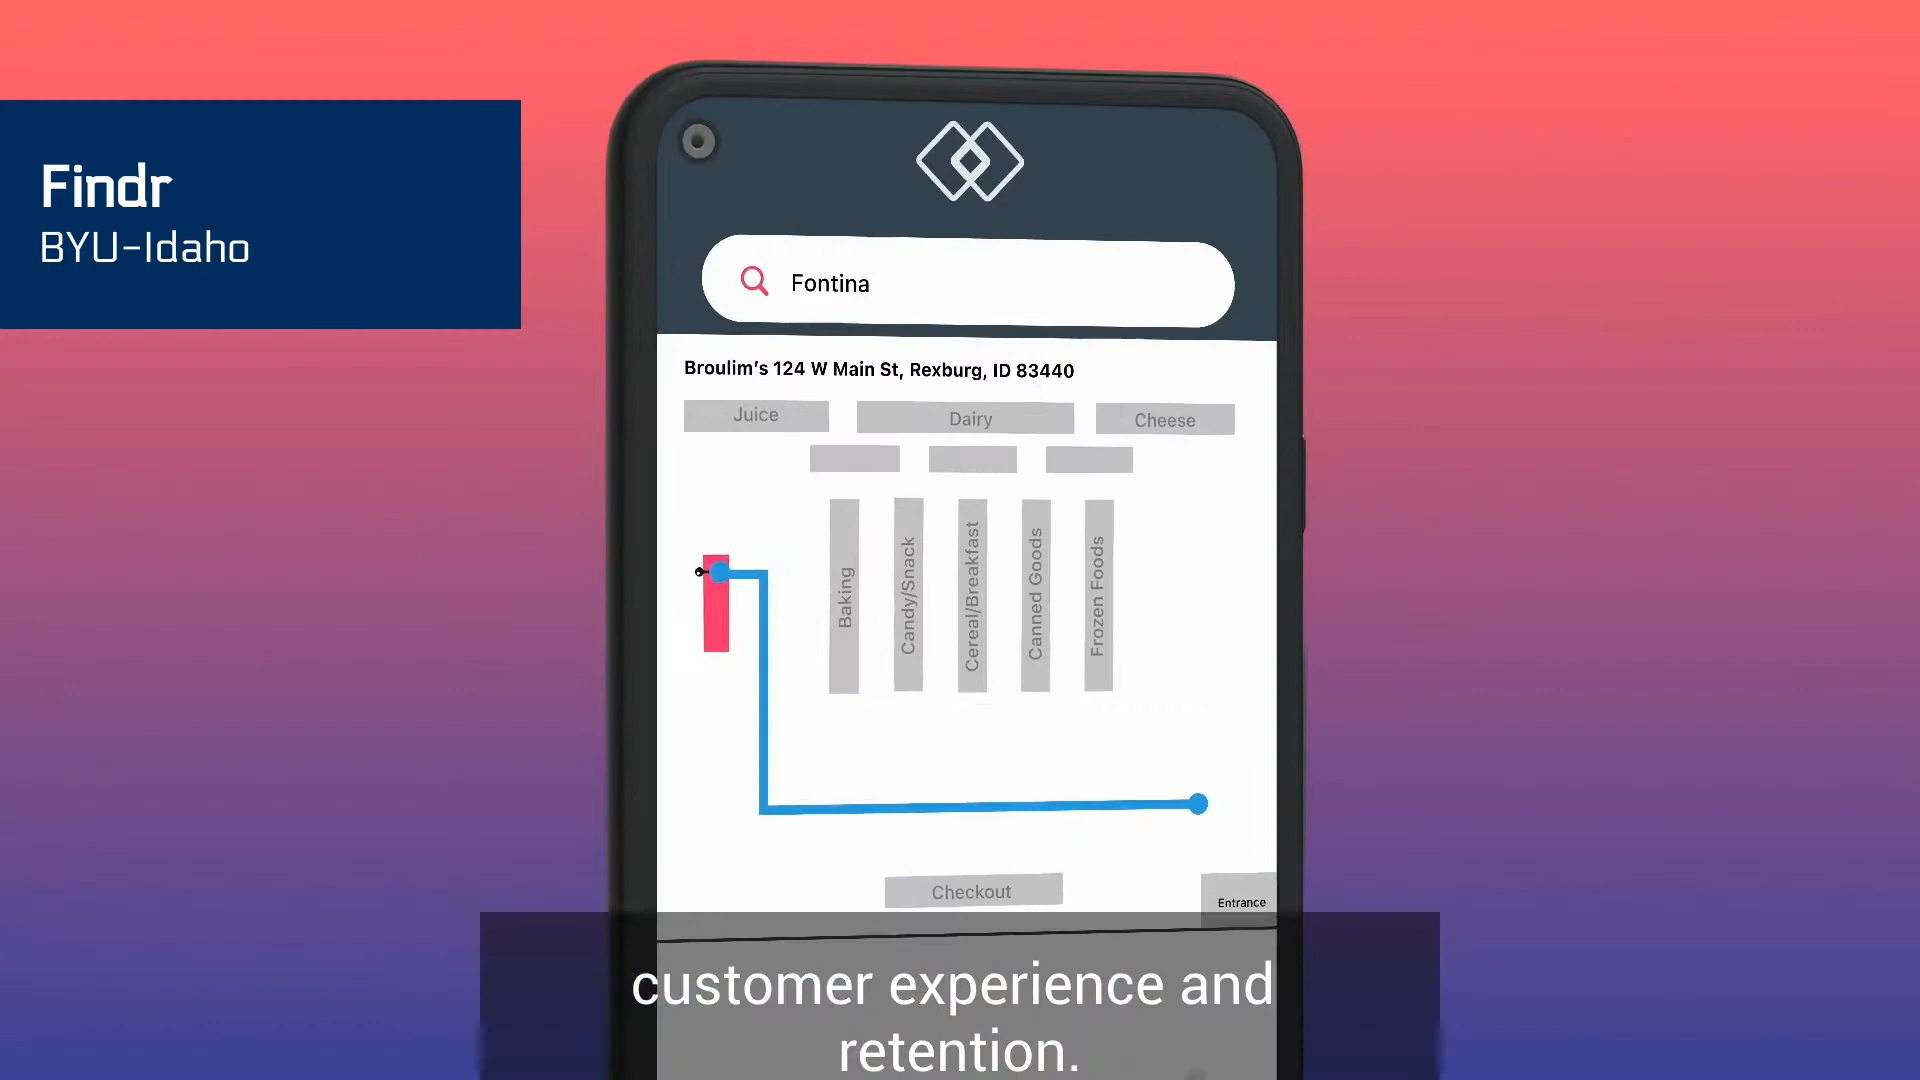 Findr
BYU-Idaho
Fontina
Broulim's 124 W Main St, Rexburg, ID 83440
Juice
Dairy
Cheese
Baking
Candy/Snack
Cereal/Breakfast
Canned Goods
Frozen Foods
Checkout
Entrance
customer experience and
retention.